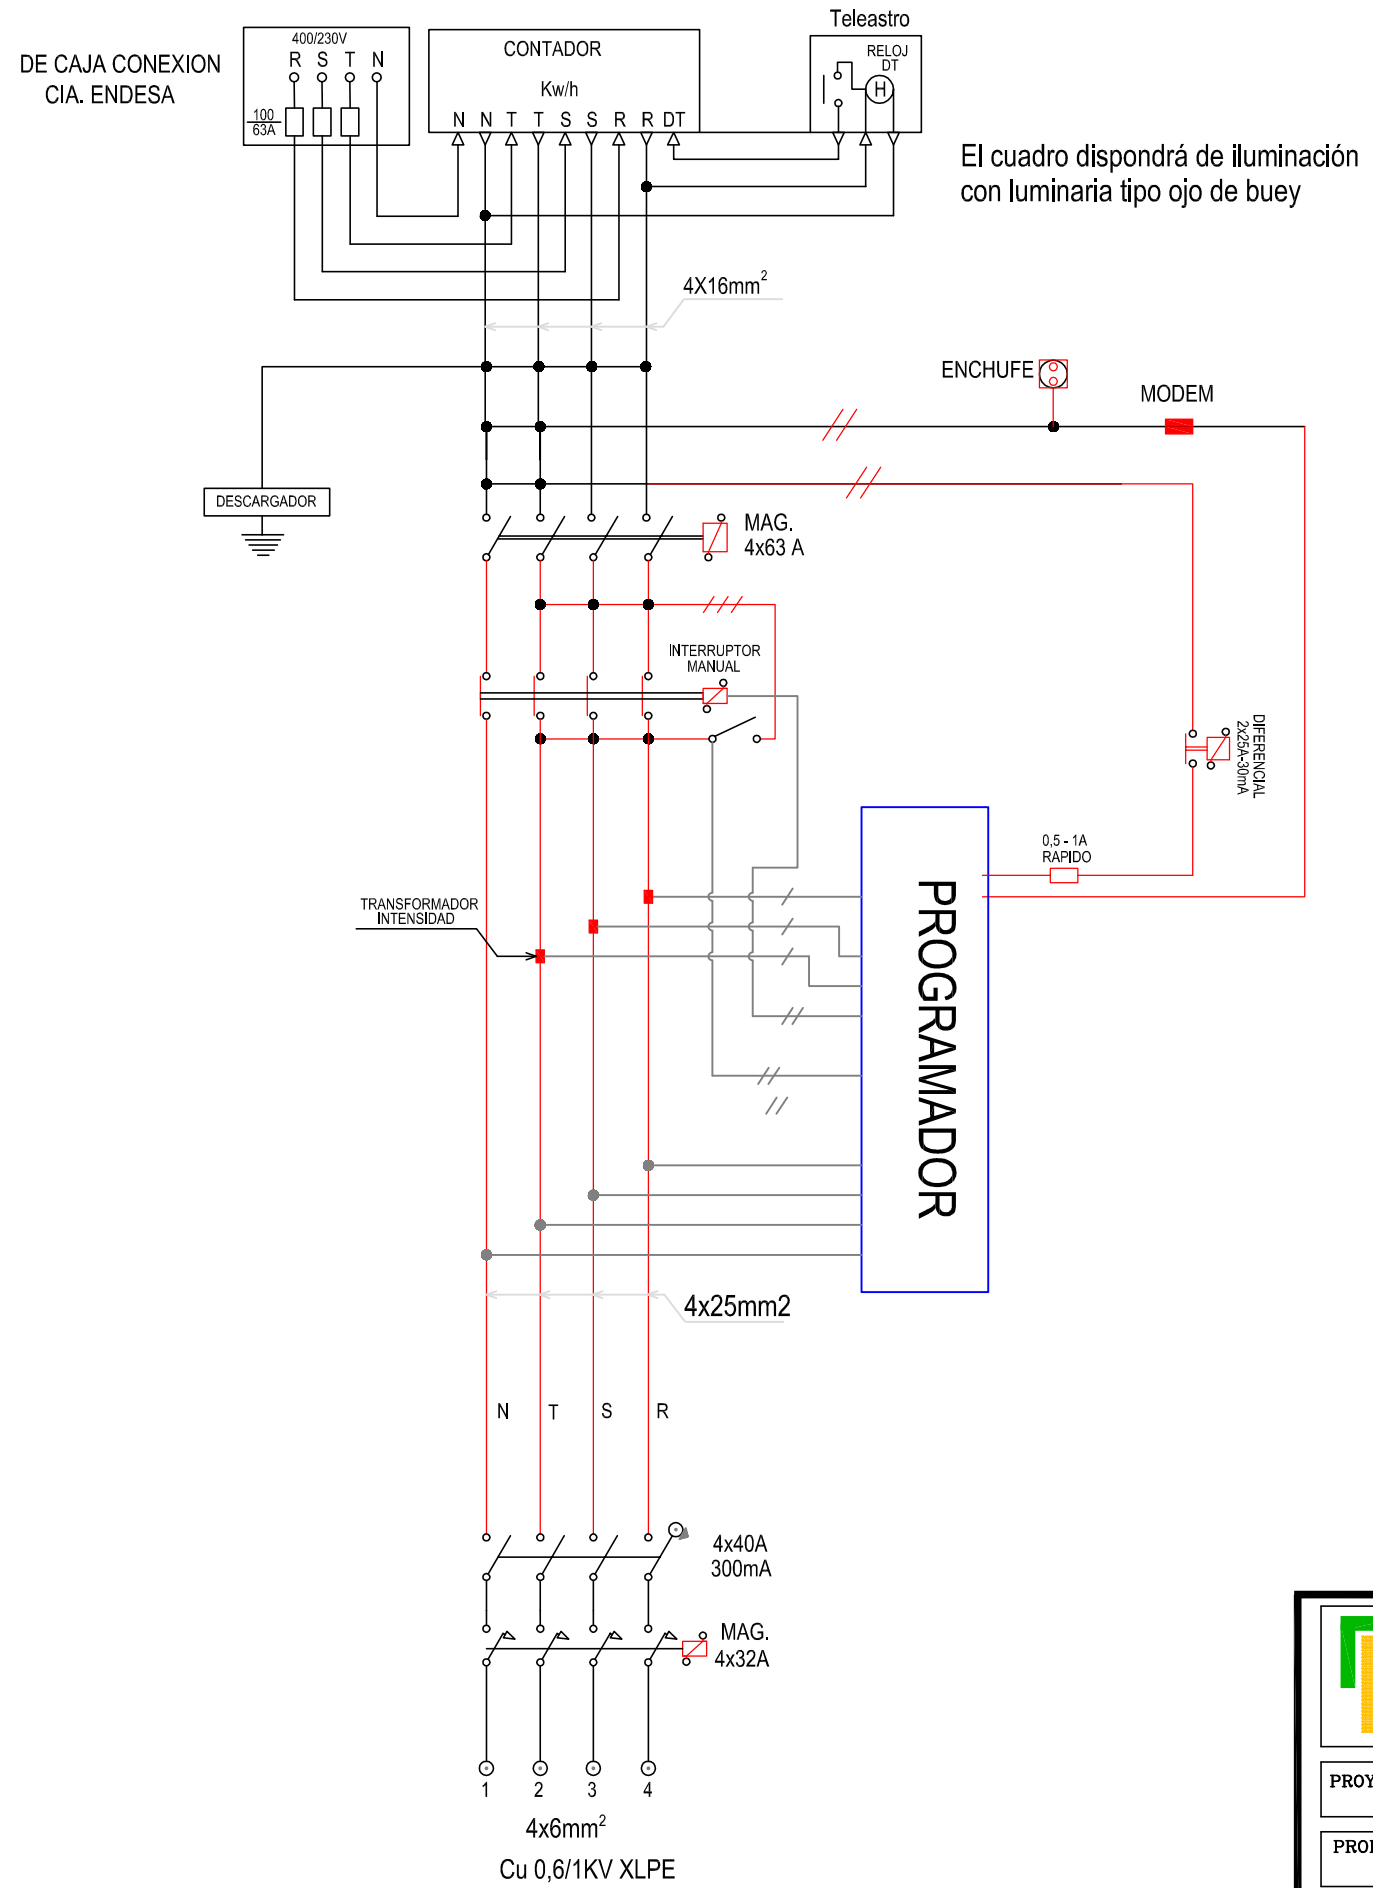 DE CAJA CONEXION
CIA. ENDESA
400/230V
R S T N
100
63A
CONTADOR
Kw/h
N N T T S S R R DT
Teleastro
RELOJ
DT
H
El cuadro dispondrá de iluminación
con luminaria tipo ojo de buey
4X16mm²
ENCHUFE
MODEM
DESCARGADOR
MAG.
4x63 A
INTERRUPTOR
MANUAL
DIFERENCIAL
2x25A-30mA
0,5 - 1A
RAPIDO
TRANSFORMADOR
INTENSIDAD
PROGRAMADOR
4x25mm2
N T S R
4x40A
300mA
MAG.
4x32A
1 2 3 4
4x6mm²
Cu 0,6/1KV XLPE